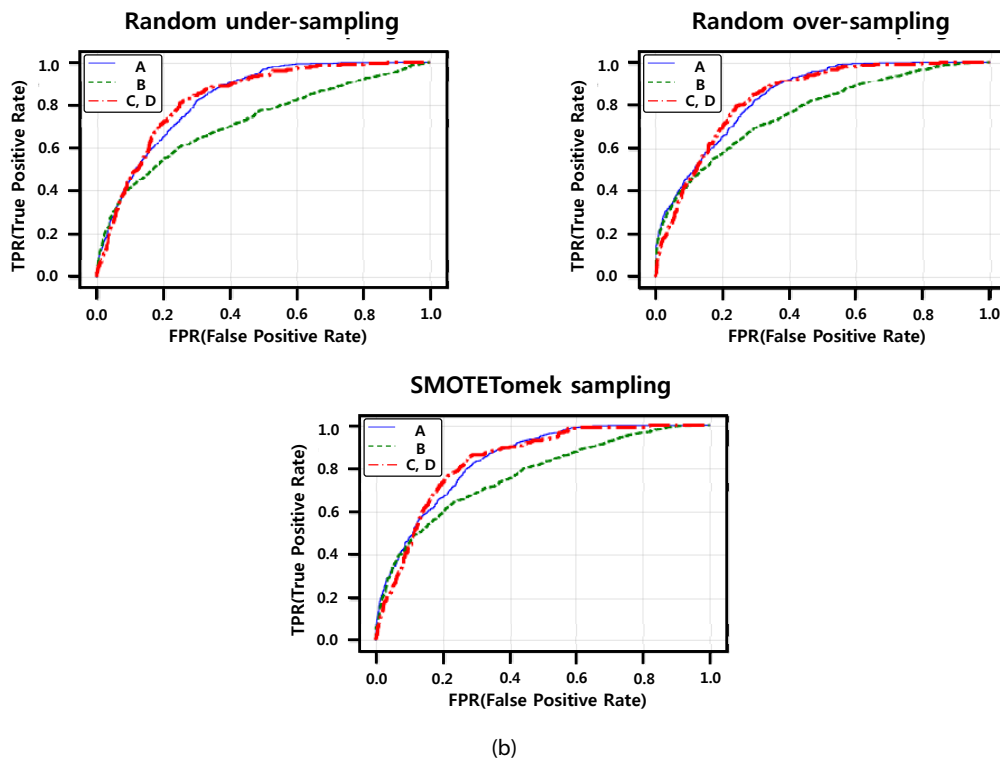 Random under-sampling
A
B
C, D
1.0
0.8
0.6
0.4
0.2
0.0
TPR(True Positive Rate)
0.0 0.2 0.4 0.6 0.8 1.0
FPR(False Positive Rate)
Random over-sampling
A
B
C, D
1.0
0.8
0.6
0.4
0.2
0.0
TPR(True Positive Rate)
0.0 0.2 0.4 0.6 0.8 1.0
FPR(False Positive Rate)
SMOTETomek sampling
A
B
C, D
1.0
0.8
0.6
0.4
0.2
0.0
TPR(True Positive Rate)
0.0 0.2 0.4 0.6 0.8 1.0
FPR(False Positive Rate)
(b)